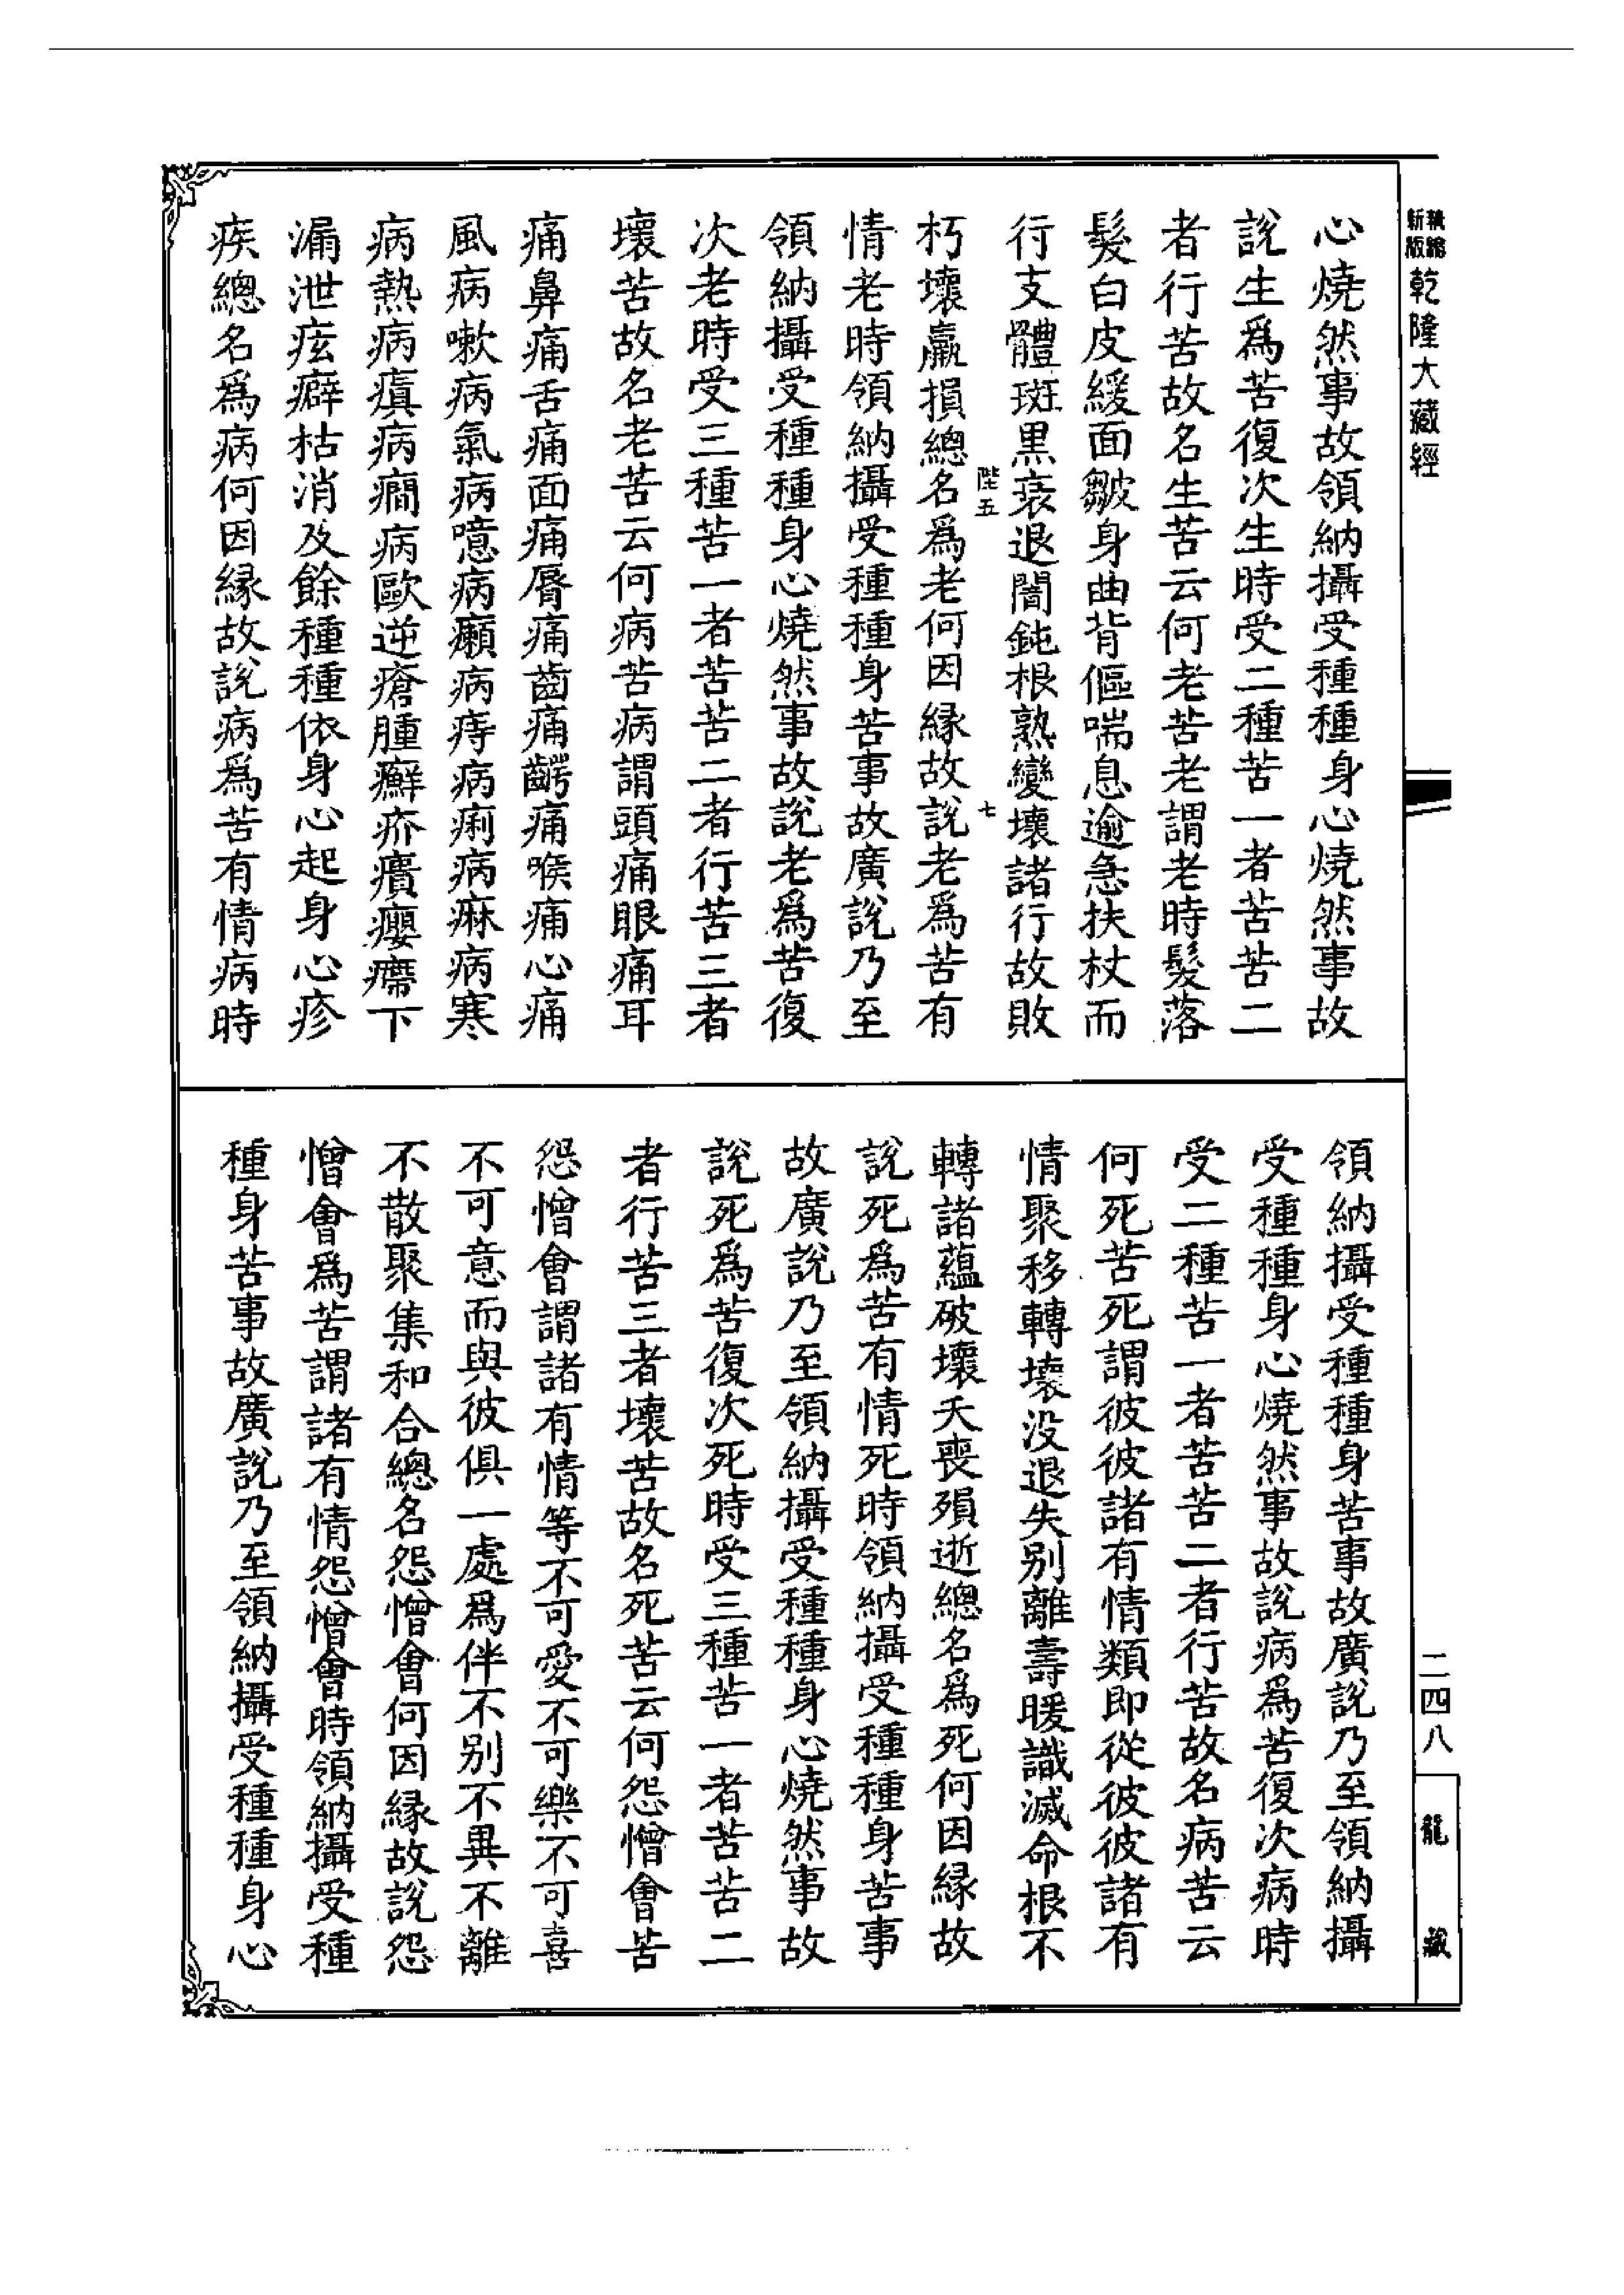 新版
乾隆大藏經
心燒然事故領納攝受種種身心燒然事故
說生爲苦復次生時受二種苦一者苦苦二
者行苦故名生苦云何老苦老謂老時髮落
髮白皮緩面皺身曲背傴喘息逾急扶杖而
行支體斑黑衰退闇鈍根熟變壞諸行故敗
陛五 七
朽壞羸損總名爲老何因緣故說老爲苦有
情老時領納攝受種種身苦事故廣說乃至
領納攝受種種身心燒然事故說老爲苦復
次老時受三種苦一者苦苦二者行苦三者
壞苦故名老苦云何病苦病謂頭痛眼痛耳
痛鼻痛舌痛面痛脣痛齒痛齶痛喉痛心痛
風病嗽病氣病噫病癲病痔病痢病痳病寒
病熱病瘨病癎病歐逆瘡腫癬疥癀癭㿃下
漏泄痃癖枯消及餘種種依身心起身心疹
疾總名爲病何因緣故說病爲苦有情病時
領納攝受種種身苦事故廣說乃至領納攝
受種種身心燒然事故說病爲苦復次病時
受二種苦一者苦苦二者行苦故名病苦云
何死苦死謂彼彼諸有情類即從彼彼諸有
情聚移轉壞没退失别離壽暖識滅命根不
轉諸蘊破壞夭喪殞逝總名爲死何因緣故
說死爲苦有情死時領納攝受種種身苦事
故廣說乃至領納攝受種種身心燒然事故
說死爲苦復次死時受三種苦一者苦苦二
者行苦三者壞苦故名死苦云何怨憎會苦
怨憎會謂諸有情等不可愛不可樂不可喜
不可意而與彼俱一處爲伴不别不異不離
不散聚集和合總名怨憎會何因緣故說怨
憎會爲苦謂諸有情怨憎會時領納攝受種
種身苦事故廣說乃至領納攝受種種身心
二四八
龍藏